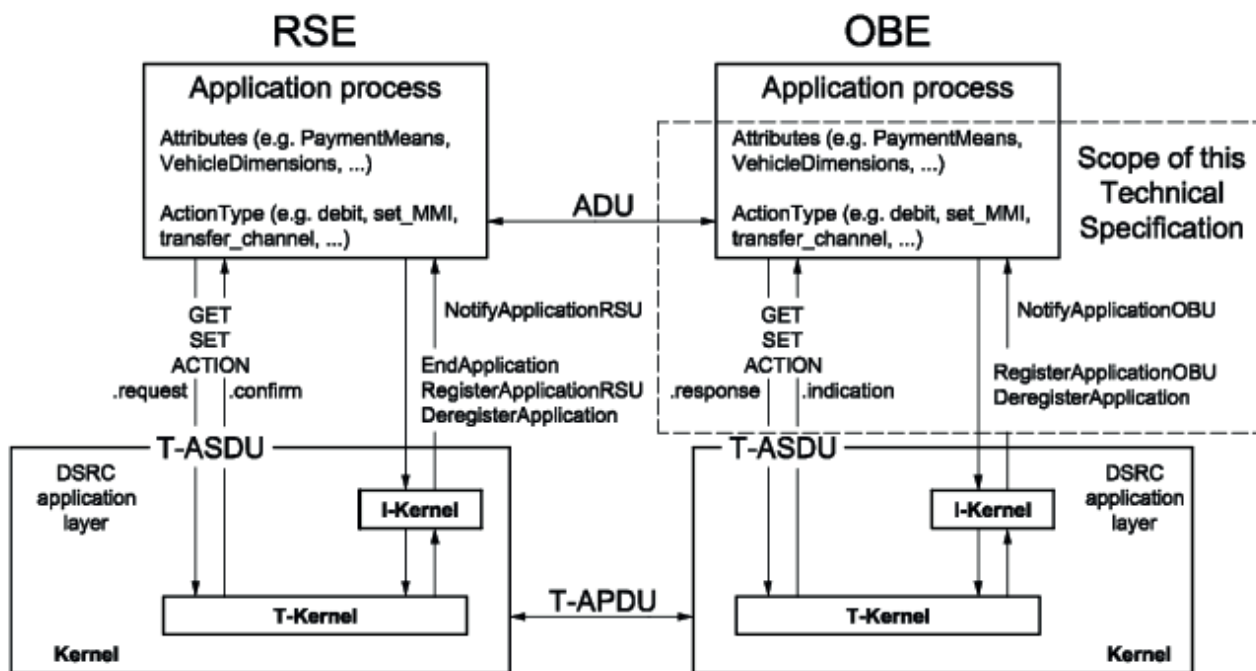 RSE
Application process
Attributes (e.g. PaymentMeans,
VehicleDimensions, ...)
ActionType (e.g. debit, set_MMI,
transfer_channel, ...)
ADU
OBE
Application process
Attributes (e.g. PaymentMeans,
VehicleDimensions, ...)
ActionType (e.g. debit, set_MMI,
transfer_channel, ...)
Scope of this
Technical
Specification
GET
SET
ACTION
.request
.confirm
NotifyApplicationRSU
EndApplication
RegisterApplicationRSU
DeregisterApplication
GET
SET
ACTION
.response
.indication
NotifyApplicationOBU
RegisterApplicationOBU
DeregisterApplication
T-ASDU
DSRC
application
layer
I-Kernel
T-Kernel
Kernel
T-APDU
T-ASDU
DSRC
application
layer
I-Kernel
T-Kernel
Kernel